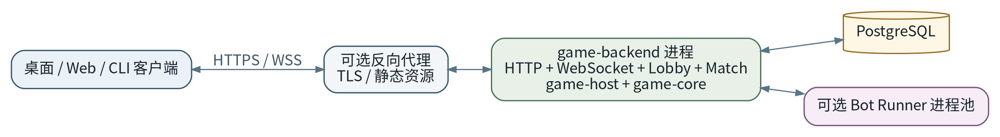 桌面 / Web / CLI 客户端
HTTPS / WSS
可选反向代理
TLS / 静态资源
game-backend 进程
HTTP + WebSocket + Lobby + Match
game-host + game-core
PostgreSQL
可选 Bot Runner 进程池